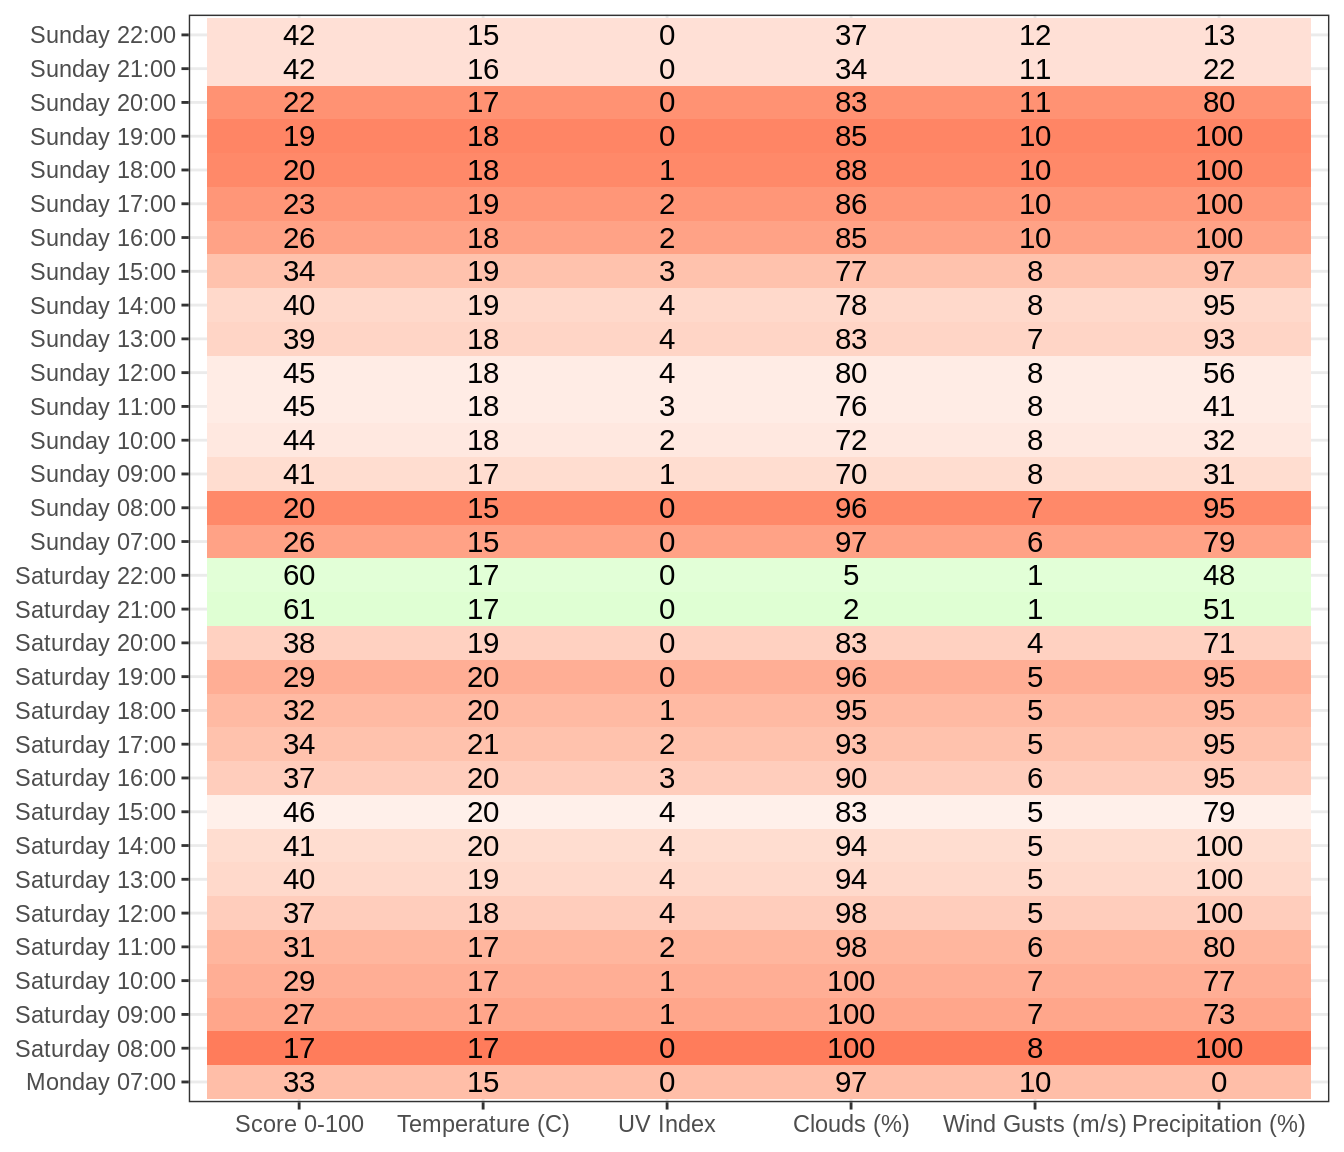 Sunday 22:00 42 15 0 37 12 13
Sunday 21:00 42 16 0 34 11 22
Sunday 20:00 22 17 0 83 11 80
Sunday 19:00 19 18 0 85 10 100
Sunday 18:00 20 18 1 88 10 100
Sunday 17:00 23 19 2 86 10 100
Sunday 16:00 26 18 2 85 10 100
Sunday 15:00 34 19 3 77 8 97
Sunday 14:00 40 19 4 78 8 95
Sunday 13:00 39 18 4 83 7 93
Sunday 12:00 45 18 4 80 8 56
Sunday 11:00 45 18 3 76 8 41
Sunday 10:00 44 18 2 72 8 32
Sunday 09:00 41 17 1 70 8 31
Sunday 08:00 20 15 0 96 7 95
Sunday 07:00 26 15 0 97 6 79
Saturday 22:00 60 17 0 5 1 48
Saturday 21:00 61 17 0 2 1 51
Saturday 20:00 38 19 0 83 4 71
Saturday 19:00 29 20 0 96 5 95
Saturday 18:00 32 20 1 95 5 95
Saturday 17:00 34 21 2 93 5 95
Saturday 16:00 37 20 3 90 6 95
Saturday 15:00 46 20 4 83 5 79
Saturday 14:00 41 20 4 94 5 100
Saturday 13:00 40 19 4 94 5 100
Saturday 12:00 37 18 4 98 5 100
Saturday 11:00 31 17 2 98 6 80
Saturday 10:00 29 17 1 100 7 77
Saturday 09:00 27 17 1 100 7 73
Saturday 08:00 17 17 0 100 8 100
Monday 07:00 33 15 0 97 10 0
Score 0-100 Temperature (C) UV Index Clouds (%) Wind Gusts (m/s) Precipitation (%)